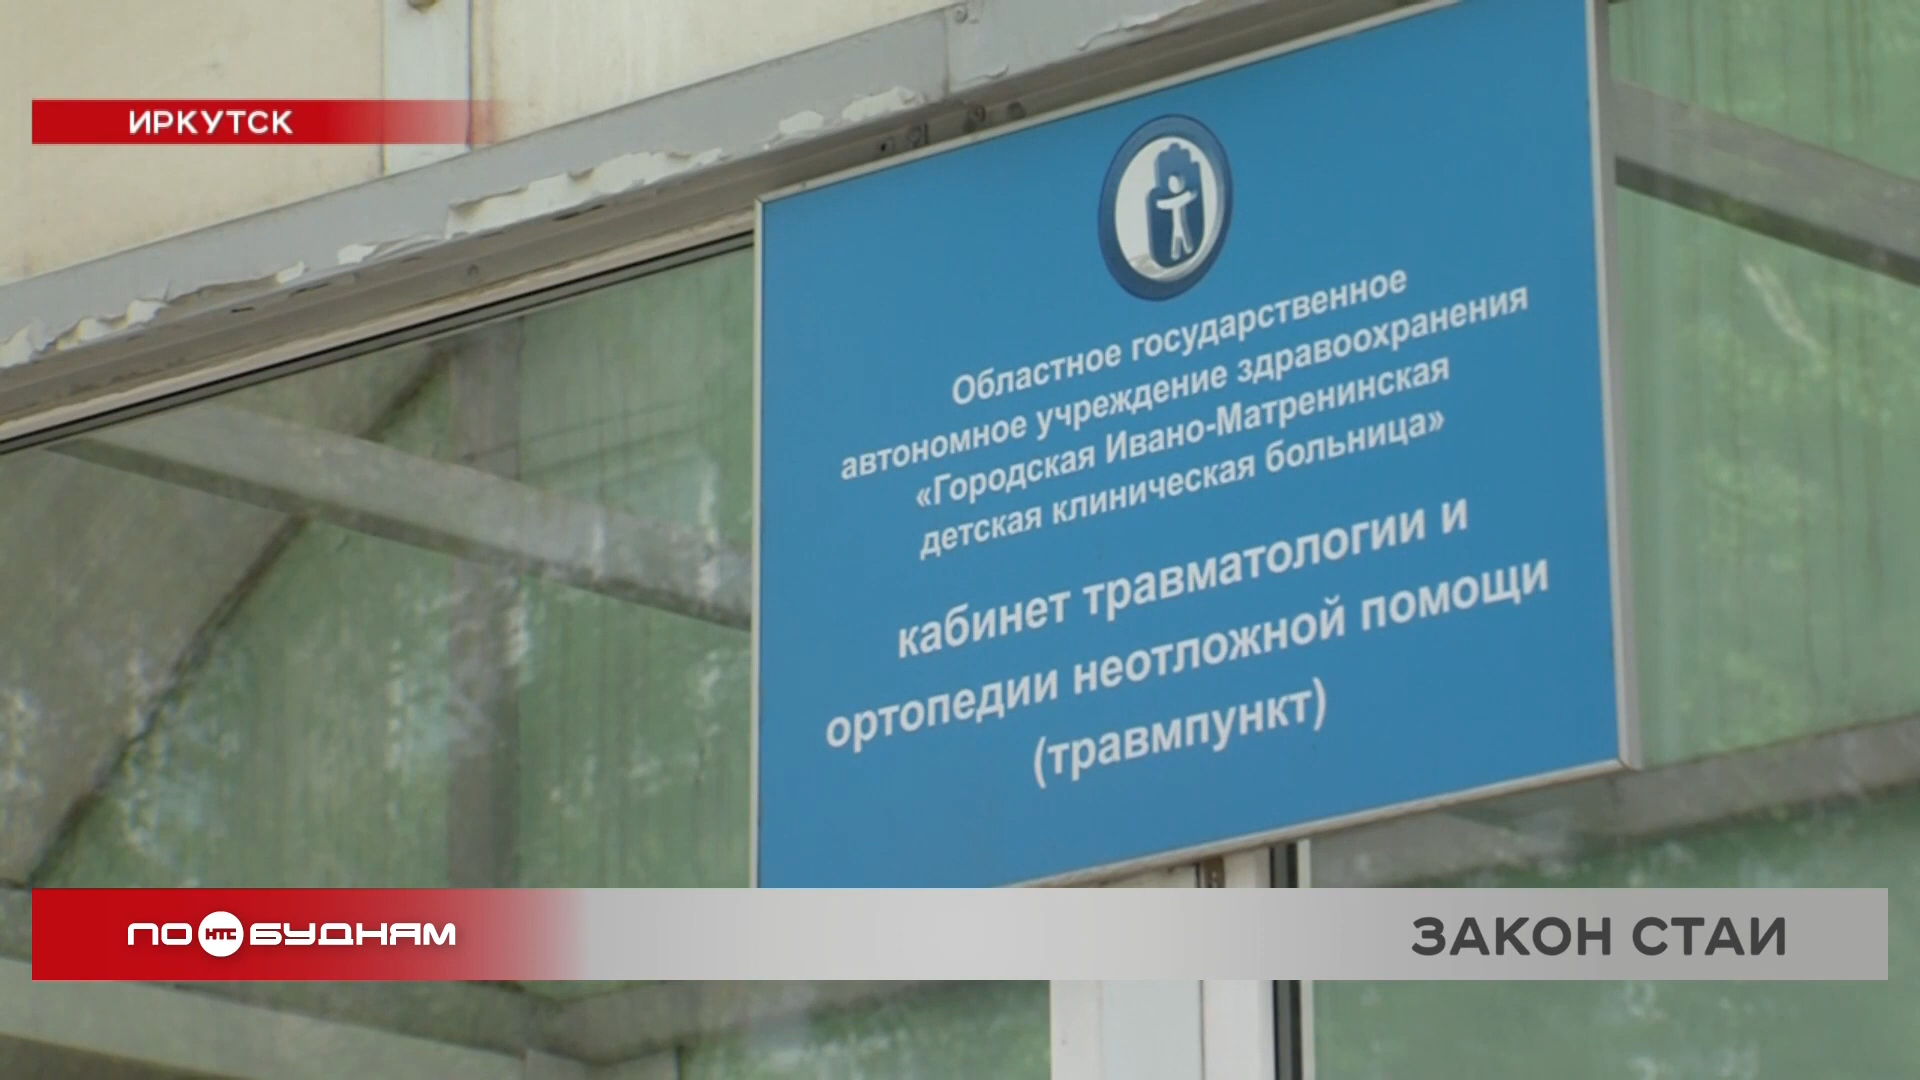 ИРКУТСК
Областное государственное
автономное учреждение здравоохранения
«Городская Ивано-Матренинская
детская клиническая больница»
кабинет травматологии и
ортопедии неотложной помощи
(травмпункт)
ПО НТС БУДНЯМ
ЗАКОН СТАИ